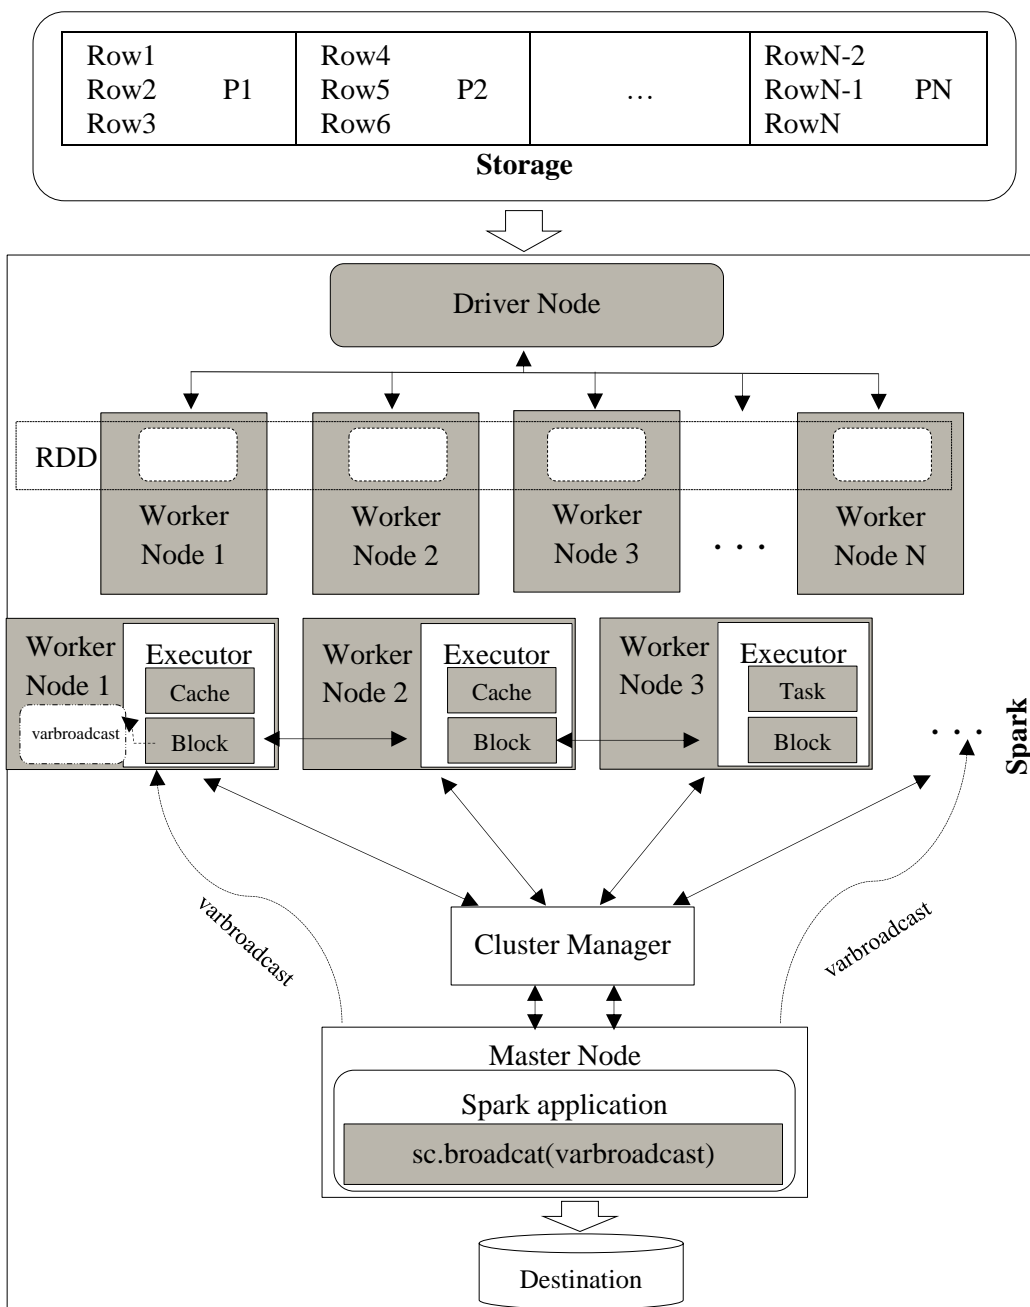 Row1
Row2 P1
Row3
Row4
Row5 P2
Row6
…
RowN-2
RowN-1 PN
RowN
Storage
Driver Node
RDD
Worker
Node 1
Worker
Node 2
Worker
Node 3
. . .
Worker
Node N
Worker
Node 1
Executor
Cache
varbroadcast
Block
Worker
Node 2
Executor
Cache
Block
Worker
Node 3
Executor
Task
Block
. . .
Spark
varbroadcast
varbroadcast
Cluster Manager
Master Node
Spark application
sc.broadcat(varbroadcast)
Destination